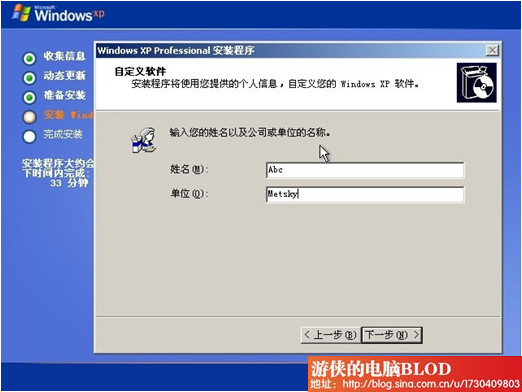 Microsoft
Windows xp
收集信息
动态更新
准备安装
安装 Wind
完成安装
安装程序大约会
下时间内完成:
33 分钟
Windows XP Professional 安装程序
自定义软件
安装程序将使用您提供的个人信息，自定义您的 Windows XP 软件。
输入您的姓名以及公司或单位的名称。
姓名(M): Abc
单位(O): Metsky
<上一步(B) 下一步(N)>
游侠的电脑BLOD
地址: http://blog.sina.com.cn/u/1730409803